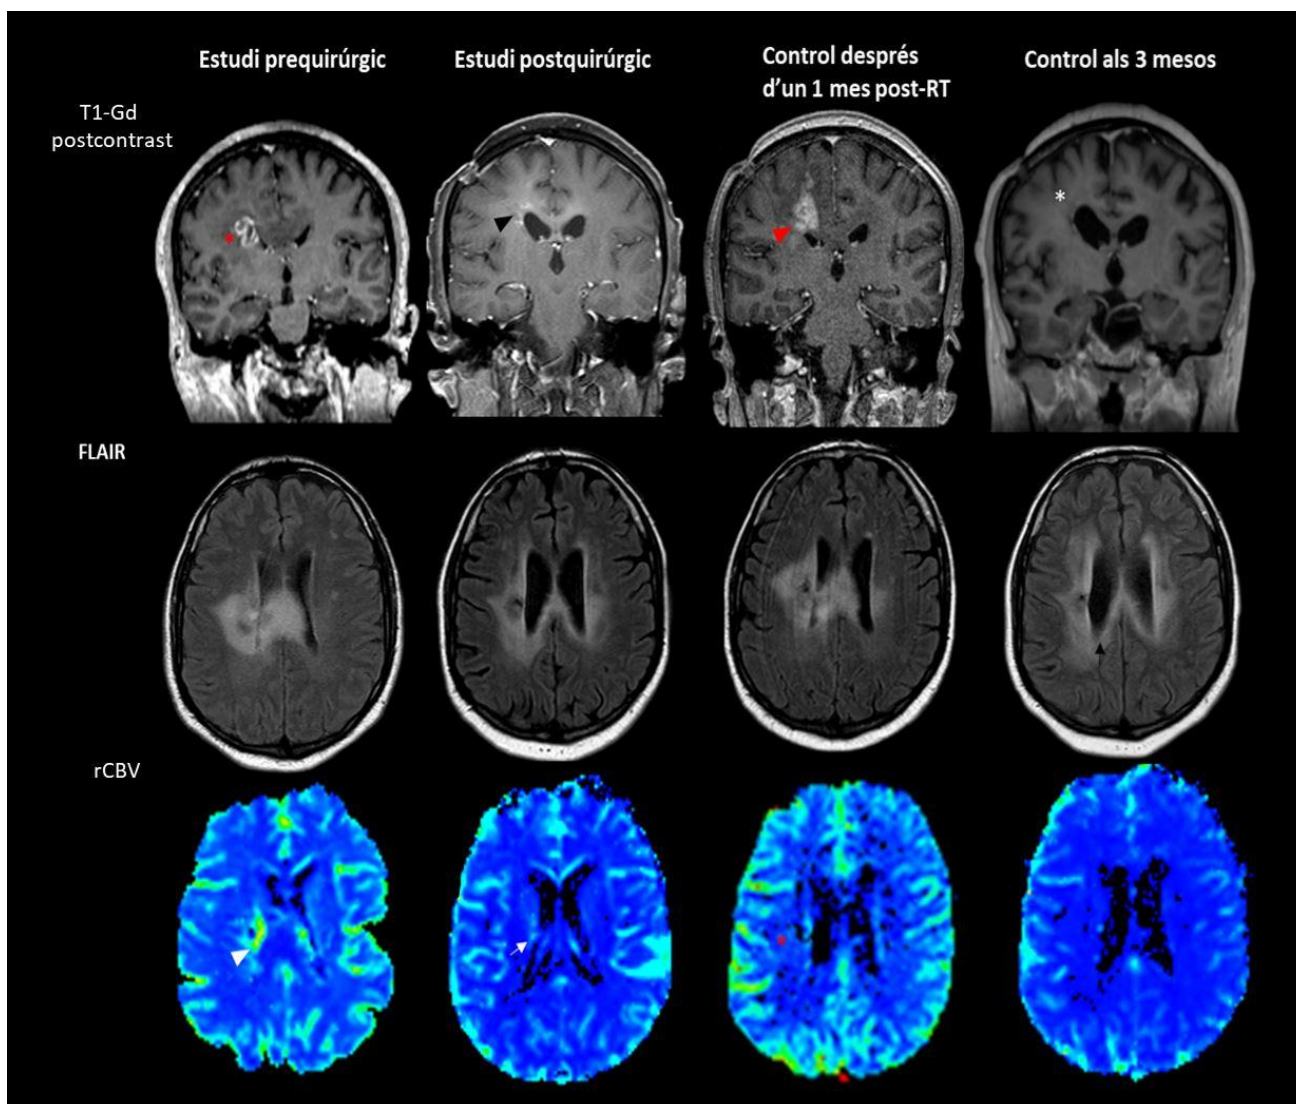 Estudi prequirúrgic
Estudi postquirúrgic
Control després
d'un 1 mes post-RT
Control als 3 mesos
T1-Gd
postcontrast
FLAIR
rCBV